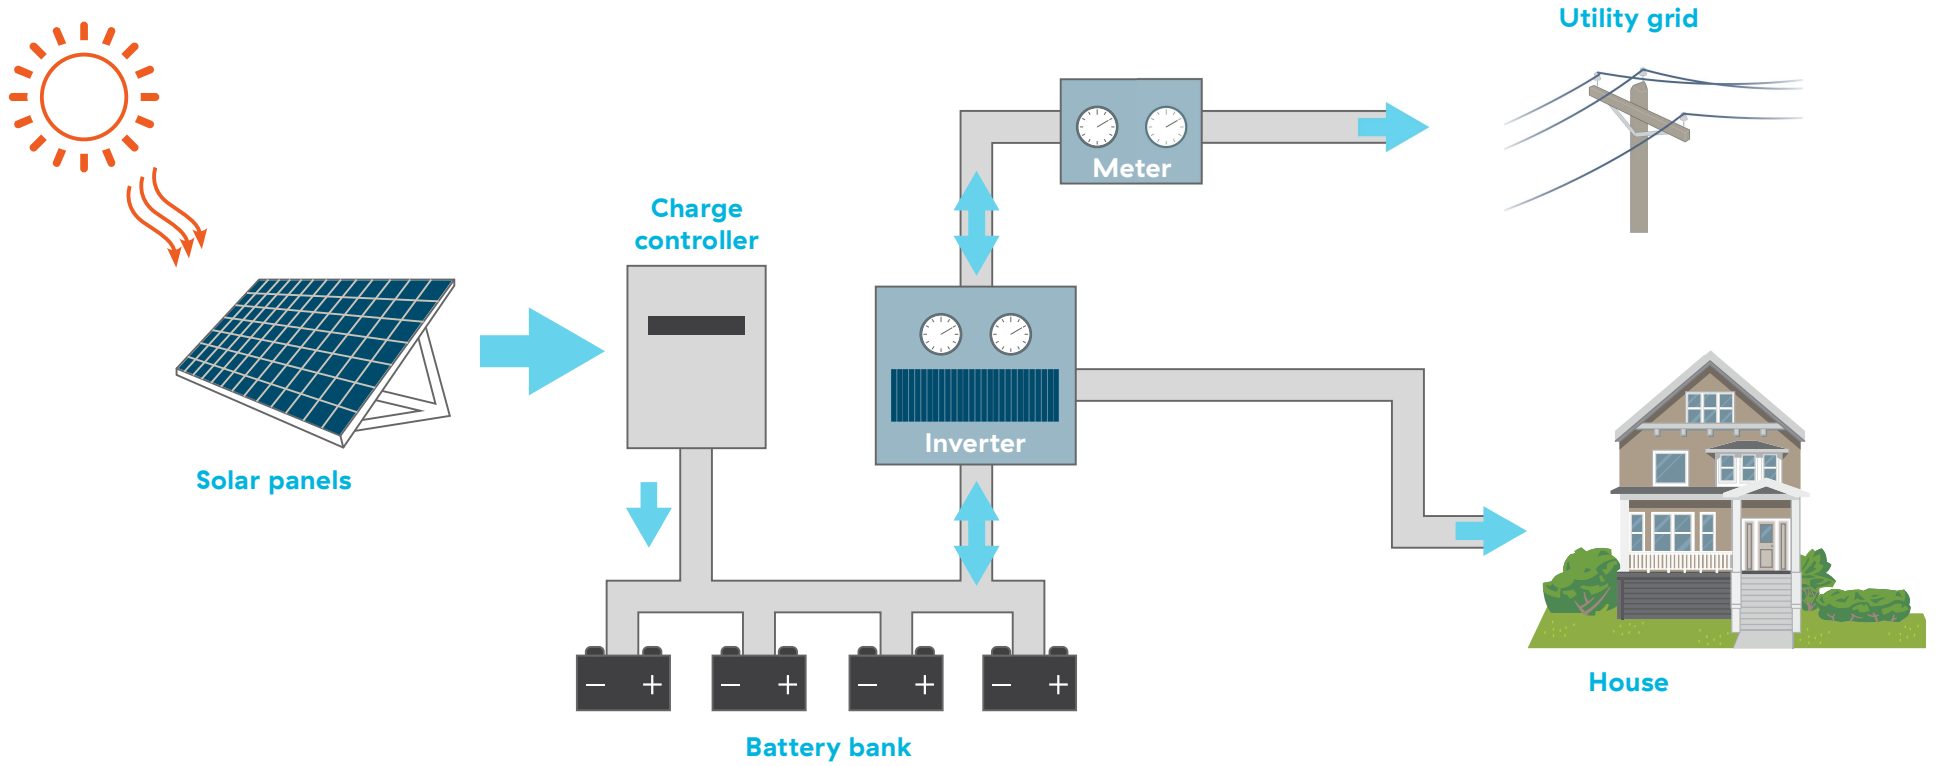 Utility grid
Meter
Charge
controller
Inverter
Solar panels
House
Battery bank